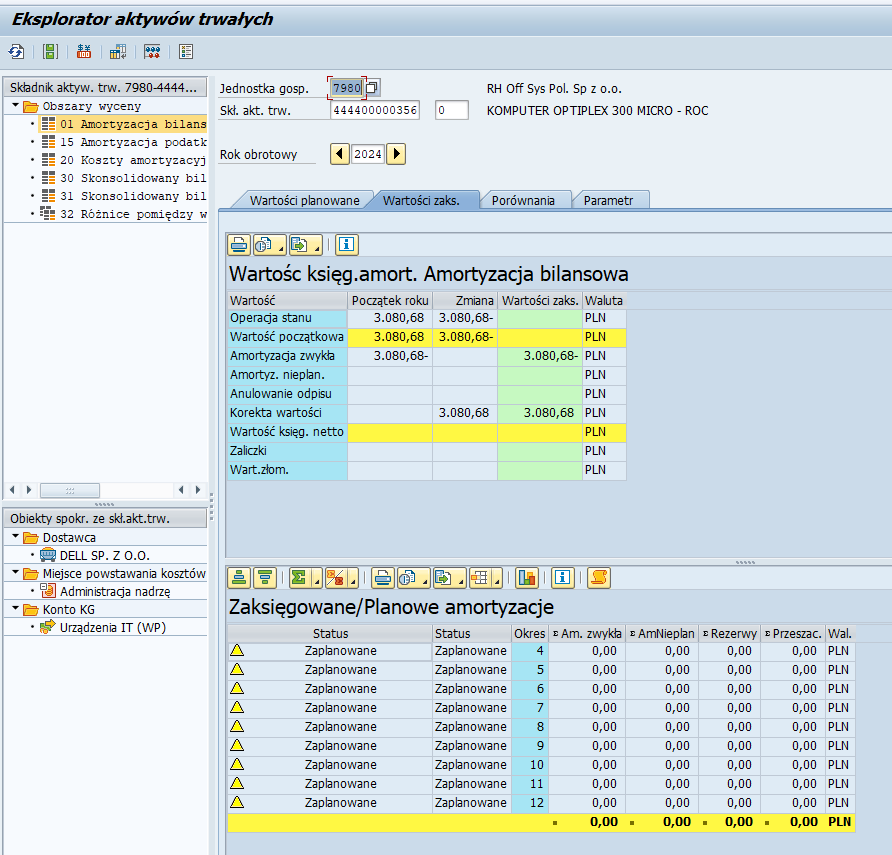 Eksplorator aktywów trwałych
Składnik aktyw. trw. 7980-4444...
Obszary wyceny
01 Amortyzacja bilans
15 Amortyzacja podatk
20 Koszty amortyzacyj
30 Skonsolidowany bil
31 Skonsolidowany bil
32 Różnice pomiędzy w
Jednostka gosp. 7980 RH Off Sys Pol. Sp z o.o.
Skł. akt. trw. 444400000356 0 KOMPUTER OPTIPLEX 300 MICRO - ROC
Rok obrotowy 2024
Wartości planowane Wartości zaks. Porównania Parametr
Wartośc księg.amort. Amortyzacja bilansowa
Wartość Początek roku Zmiana Wartości zaks. Waluta
Operacja stanu 3.080,68 3.080,68- PLN
Wartość początkowa 3.080,68 3.080,68- PLN
Amortyzacja zwykła 3.080,68- 3.080,68- PLN
Amortyz. nieplan. PLN
Anulowanie odpisu PLN
Korekta wartości 3.080,68 3.080,68 PLN
Wartość księg. netto PLN
Zaliczki PLN
Wart.złom. PLN
Obiekty spokr. ze skł.akt.trw.
Dostawca
DELL SP. Z O.O.
Miejsce powstawania kosztów
Administracja nadrzę
Konto KG
Urządzenia IT (WP)
Zaksięgowane/Planowe amortyzacje
Status Status Okres Σ Am. zwykła Σ AmNieplan Σ Rezerwy Σ Przeszac. Wal.
Zaplanowane Zaplanowane 4 0,00 0,00 0,00 0,00 PLN
Zaplanowane Zaplanowane 5 0,00 0,00 0,00 0,00 PLN
Zaplanowane Zaplanowane 6 0,00 0,00 0,00 0,00 PLN
Zaplanowane Zaplanowane 7 0,00 0,00 0,00 0,00 PLN
Zaplanowane Zaplanowane 8 0,00 0,00 0,00 0,00 PLN
Zaplanowane Zaplanowane 9 0,00 0,00 0,00 0,00 PLN
Zaplanowane Zaplanowane 10 0,00 0,00 0,00 0,00 PLN
Zaplanowane Zaplanowane 11 0,00 0,00 0,00 0,00 PLN
Zaplanowane Zaplanowane 12 0,00 0,00 0,00 0,00 PLN
0,00 0,00 0,00 0,00 PLN